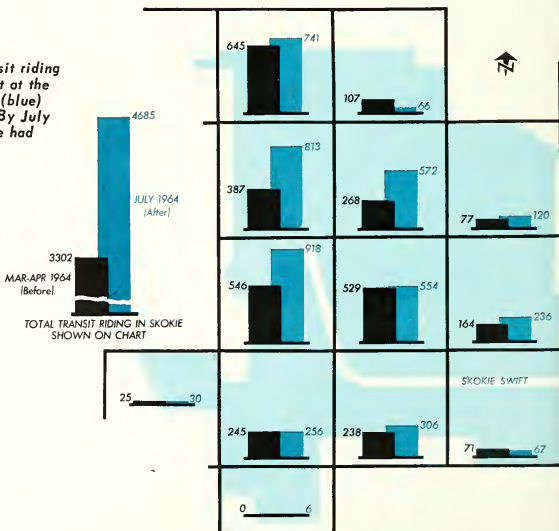 sit riding
t at the
(blue)
By July
e had
4685
JULY 1964
(After)
3302
MAR-APR 1964
(Before)
TOTAL TRANSIT RIDING IN SKOKIE
SHOWN ON CHART
N
645 741
107 66
387 813
268 572
77 120
546 918
529 554
164 236
SKOKIE SWIFT
25 30
245 256
238 306
71 67
0 6